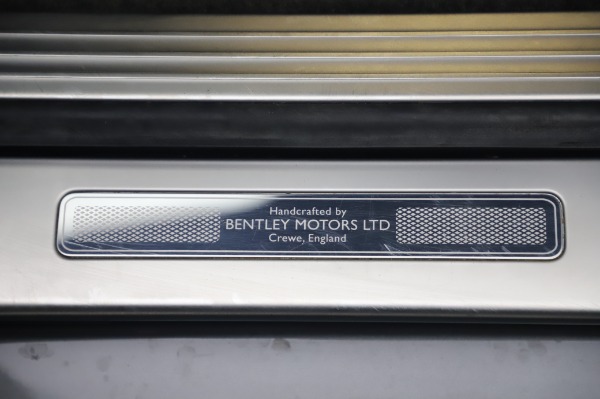 Handcrafted by
BENTLEY MOTORS LTD
Crewe, England